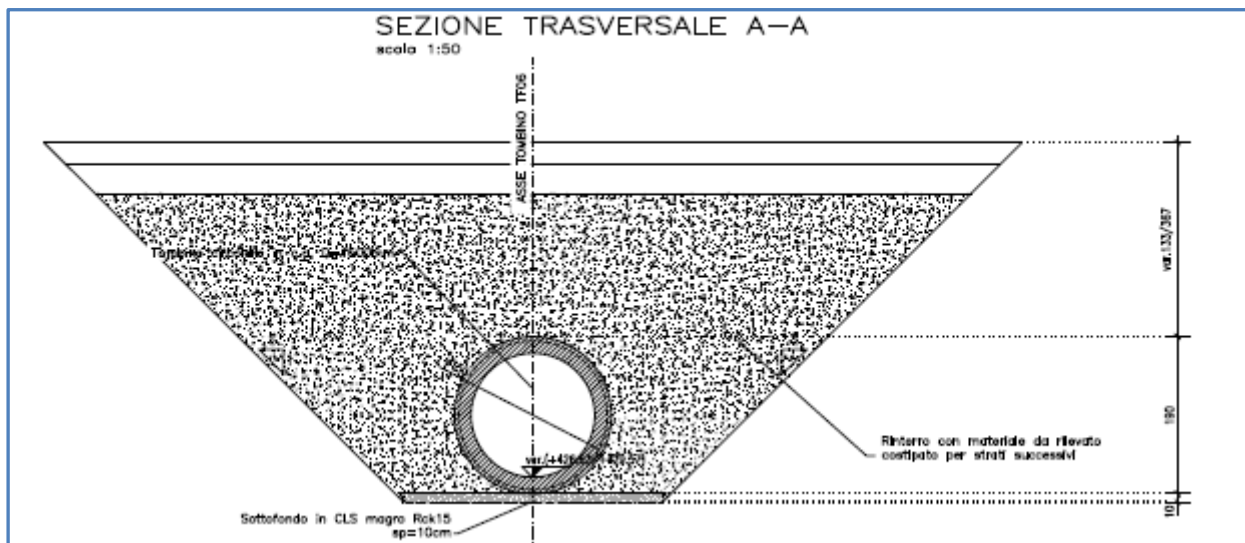 SEZIONE TRASVERSALE A-A
scala 1:50
ASSE TOMBINO TF06
var.133/367
190
10
Rinterro con materiale da rilevato
costipato per strati successivi
Sottofondo in CLS magro Rck15
sp=10cm